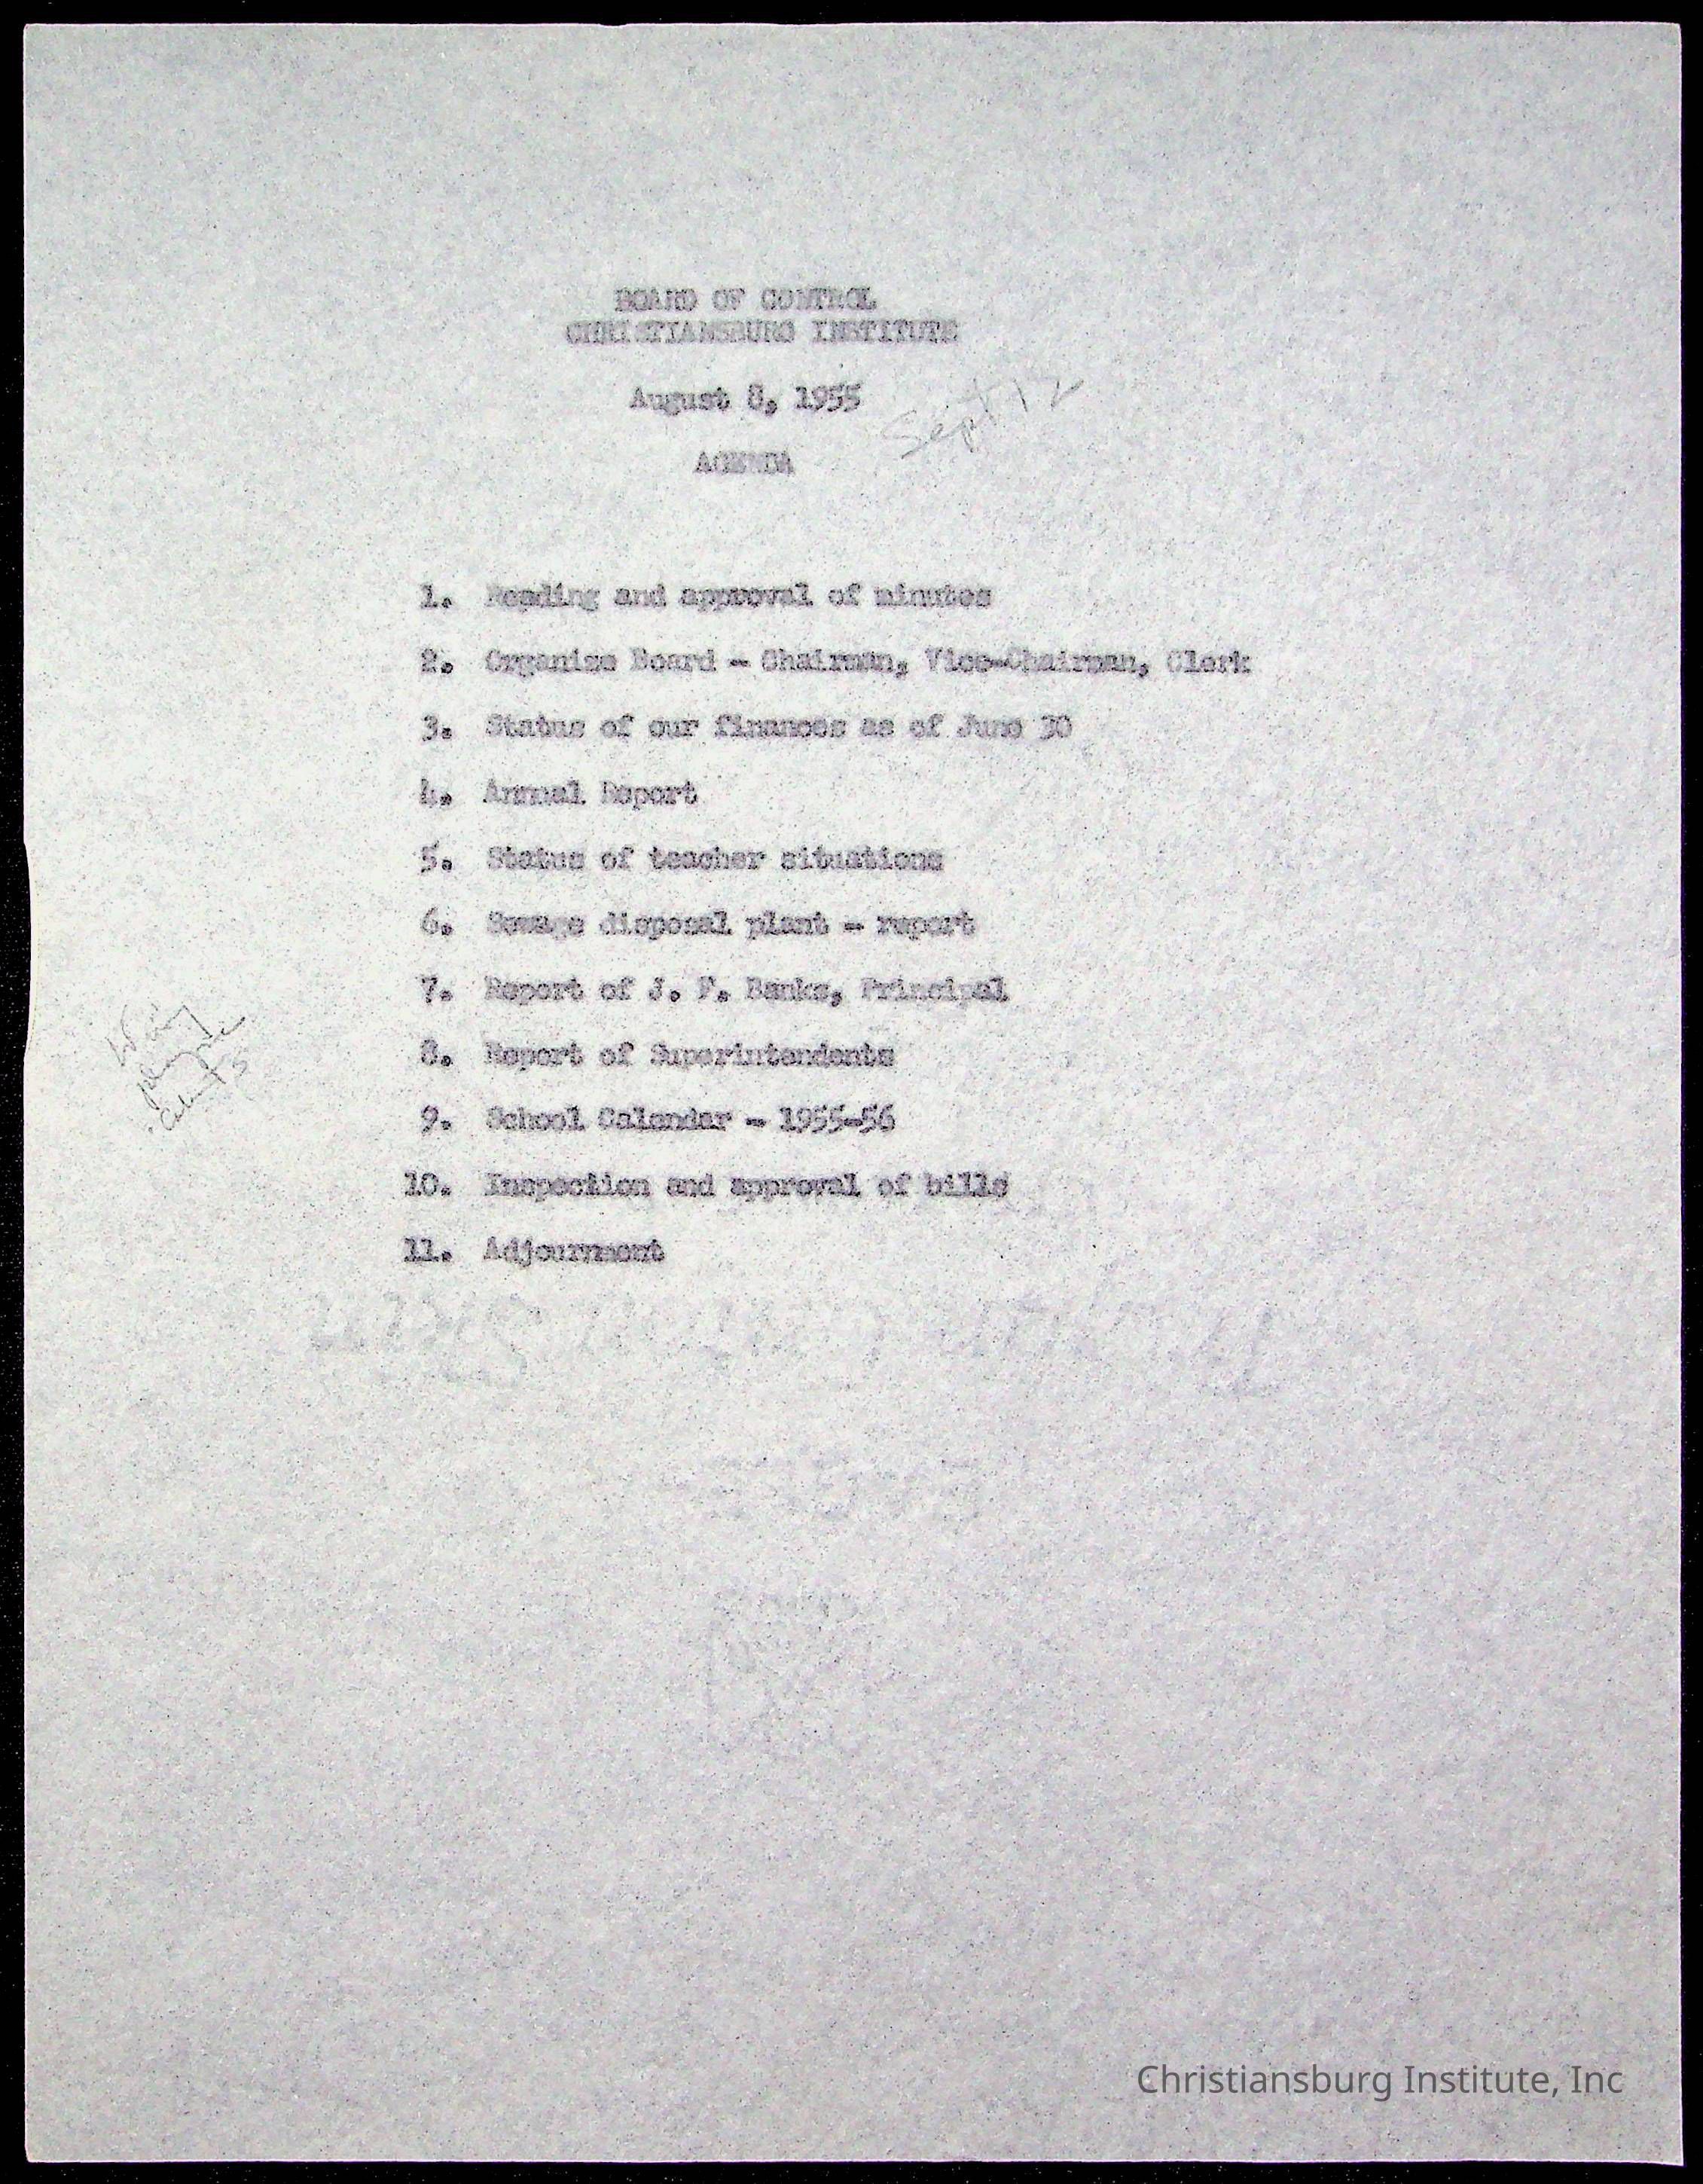 BOARD OF CONTROL
CHRISTIANSBURG INSTITUTE
August 8, 1955
Sept 12
AGENDA
1. Reading and approval of minutes
2. Organize Board - Chairman, Vice-Chairman, Clerk
3. Status of our finances as of June 30
4. Annual Report
5. Status of teacher situations
6. Sewage disposal plant - report
7. Report of J. F. Banks, Principal
8. Report of Superintendents
9. School Calendar - 1955-56
10. Inspection and approval of bills
11. Adjournment
Christiansburg Institute, Inc